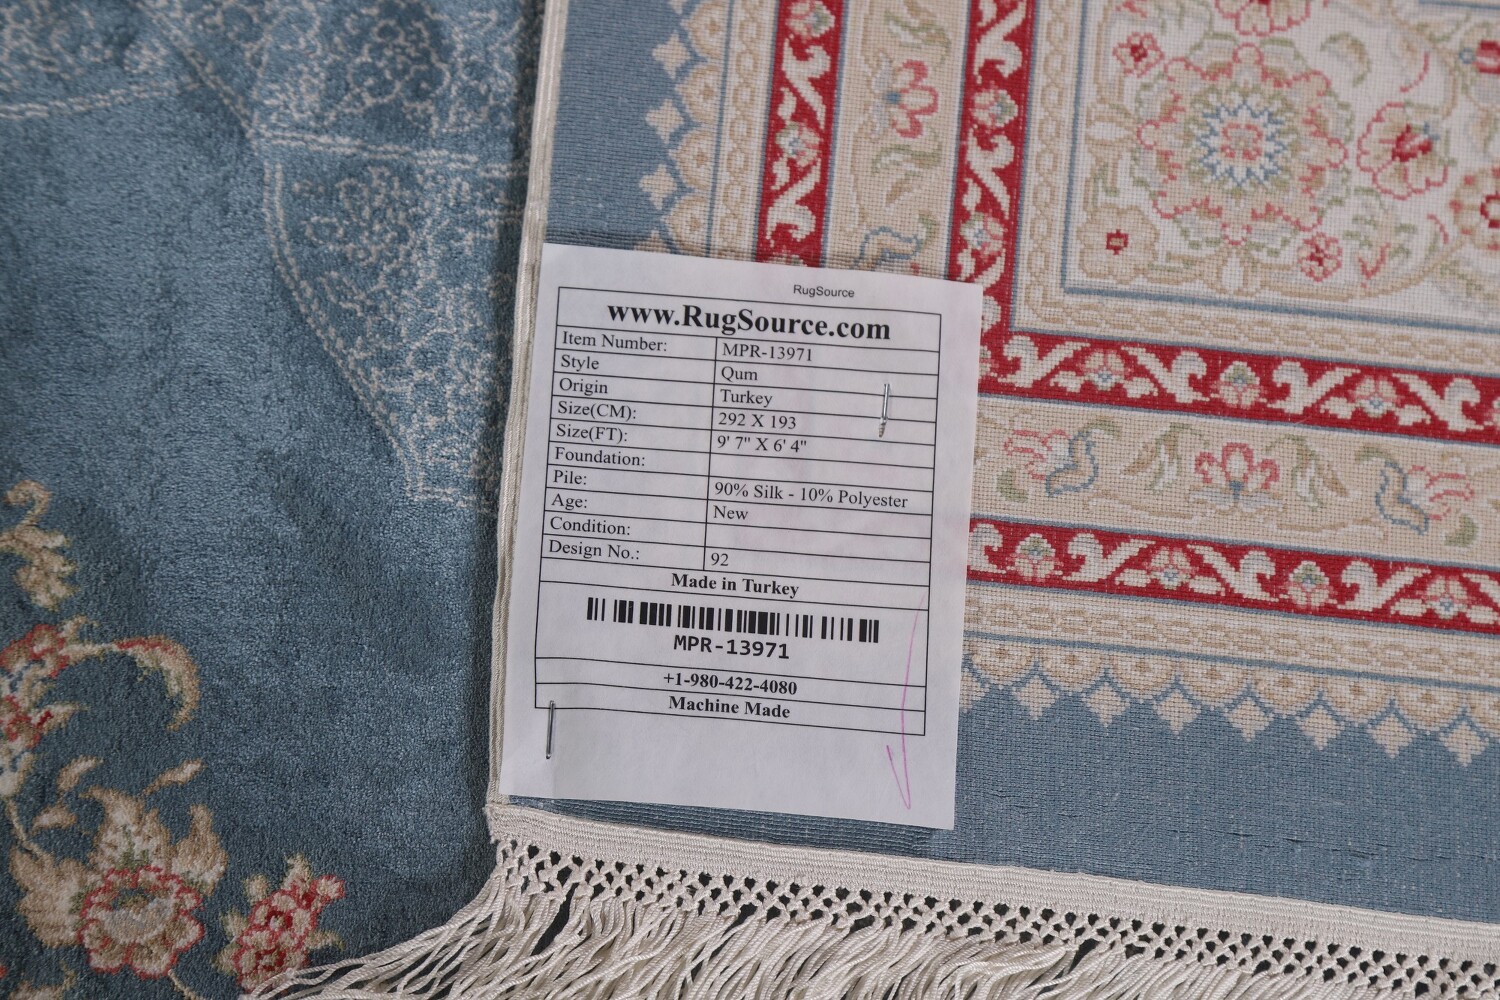 RugSource
www.RugSource.com
Item Number: MPR-13971
Style Qum
Origin Turkey
Size(CM): 292 X 193
Size(FT): 9' 7" X 6' 4"
Foundation:
Pile: 90% Silk - 10% Polyester
Age: New
Condition:
Design No.: 92
Made in Turkey
MPR-13971
+1-980-422-4080
Machine Made